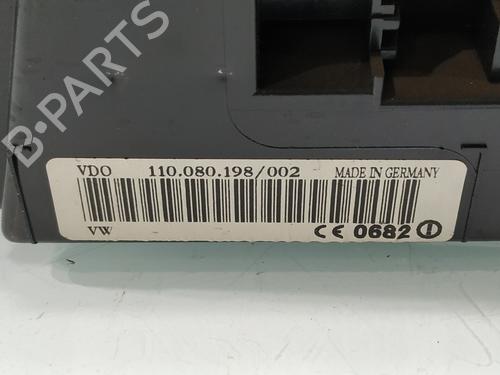 B-PARTS
VDO 110.080.198/002 MADE IN GERMANY
VW CE 0682